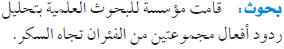 بحوث: قامت مؤسسة للبحوث العلمية بتحليل
ردود أفعال مجموعتين من الفئران تجاه السكر.